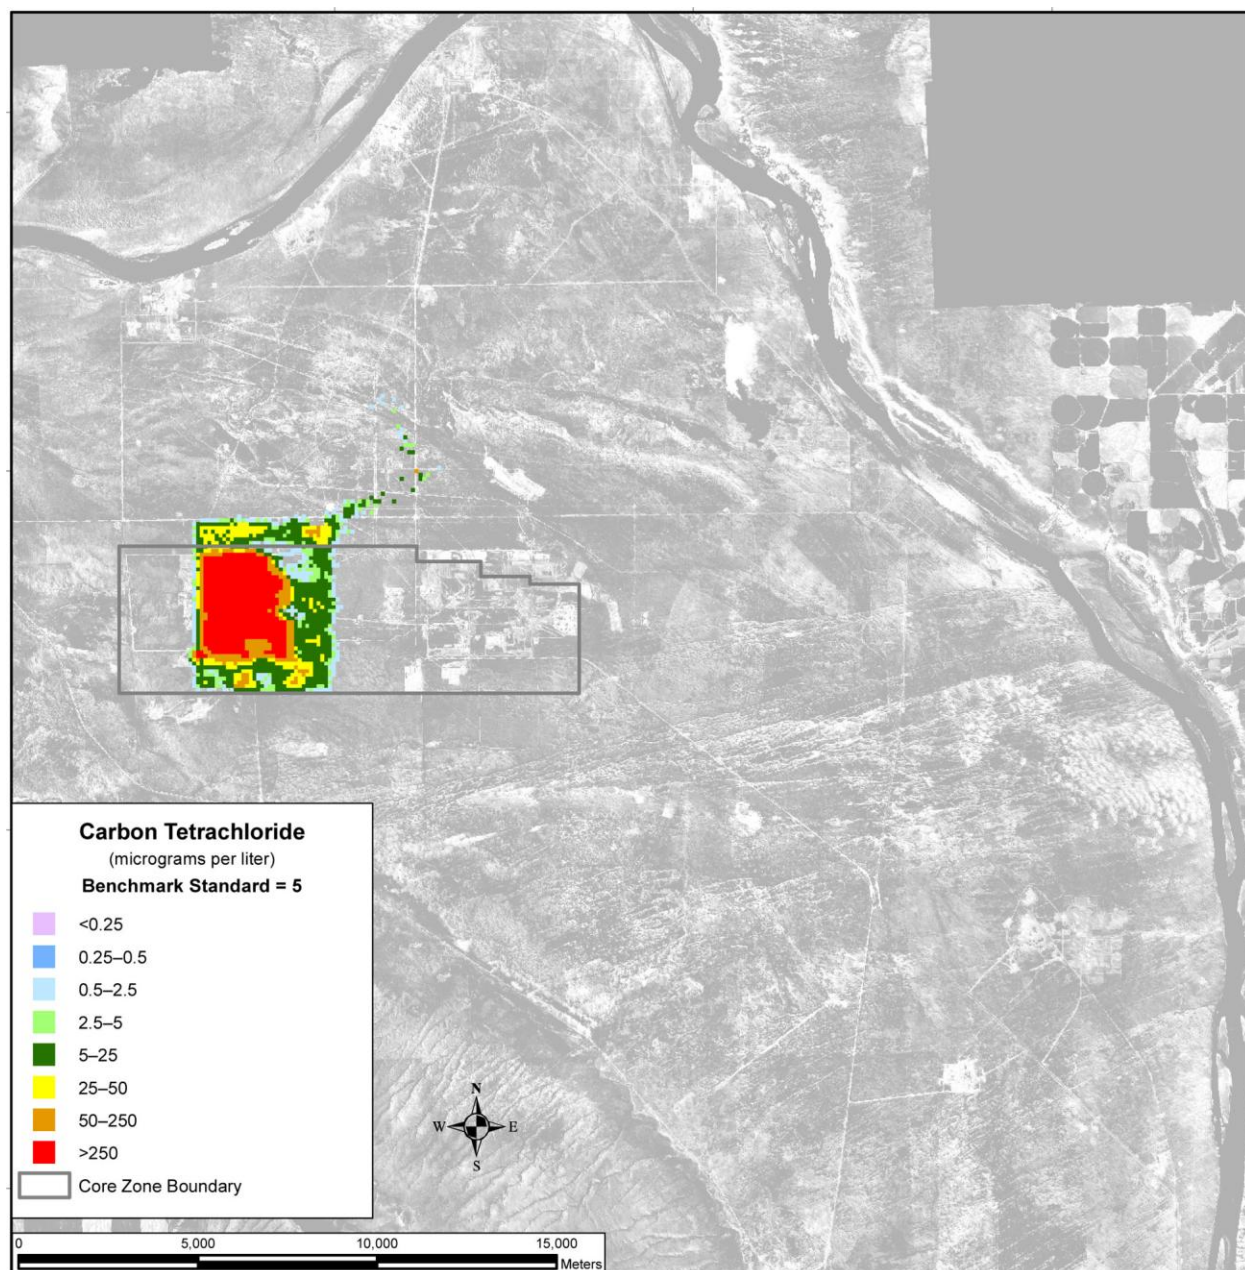 Carbon Tetrachloride
(micrograms per liter)
Benchmark Standard = 5
<0.25
0.25–0.5
0.5–2.5
2.5–5
5–25
25–50
50–250
>250
Core Zone Boundary
N
W E
S
0 5,000 10,000 15,000
Meters